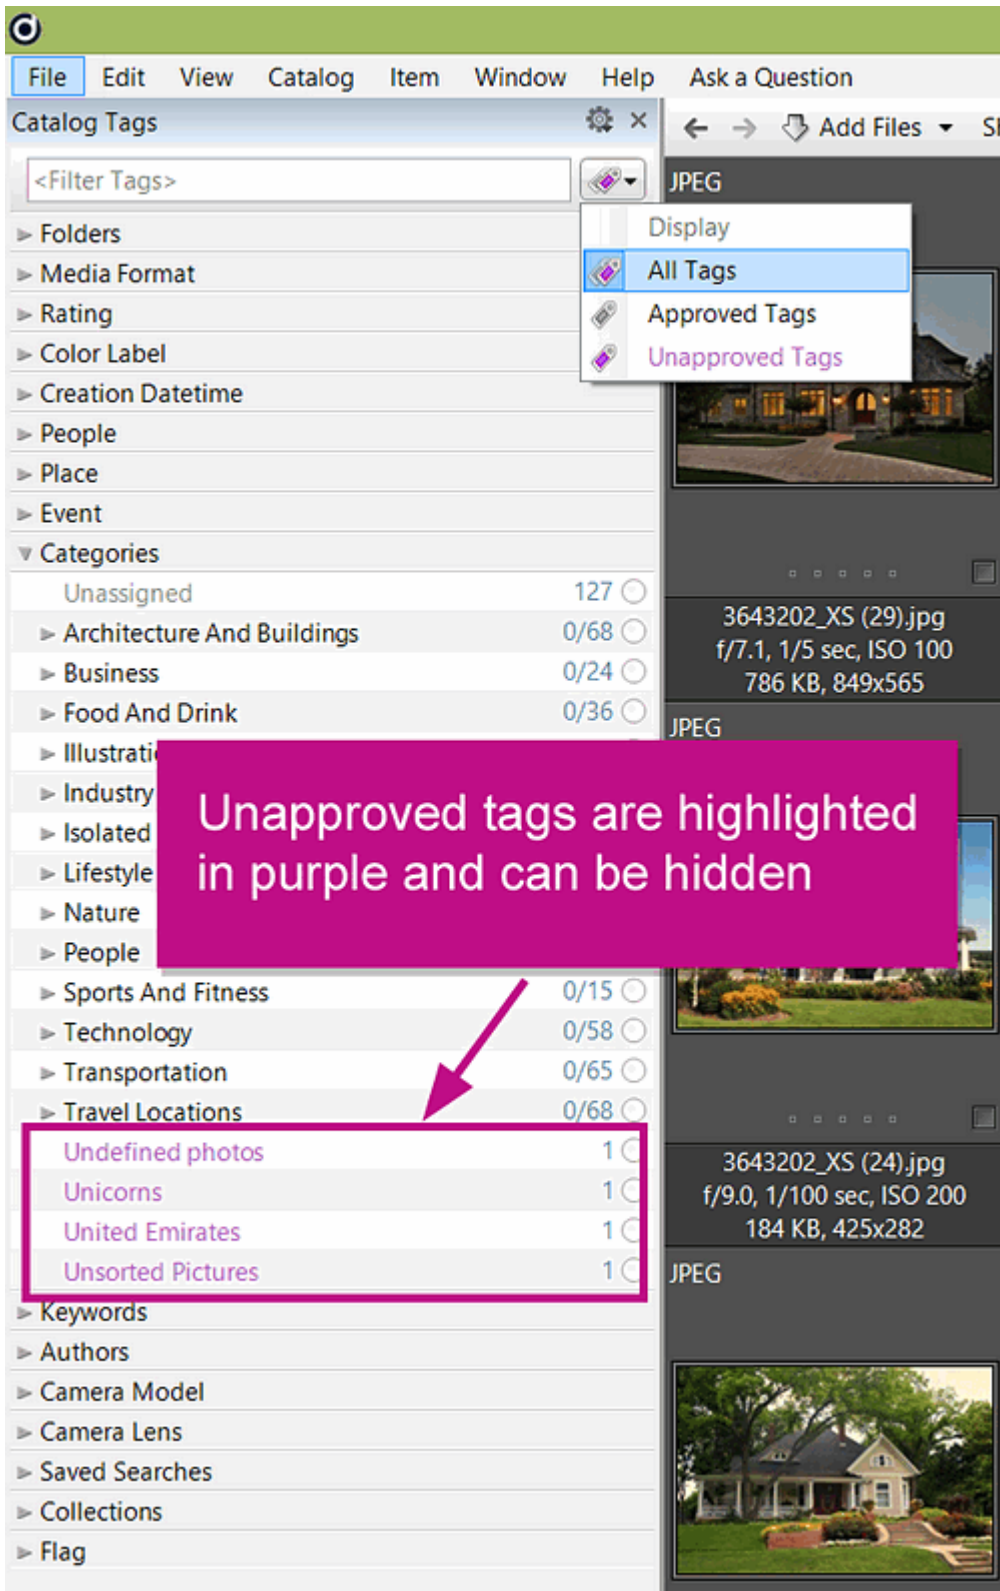 File Edit View Catalog Item Window Help Ask a Question
Catalog Tags
Add Files
<Filter Tags>
JPEG
Display
All Tags
Approved Tags
Unapproved Tags
Folders
Media Format
Rating
Color Label
Creation Datetime
People
Place
Event
Categories
Unassigned 127
Architecture And Buildings 0/68
Business 0/24
Food And Drink 0/36
Industry
Isolated
Lifestyle
Nature
People
Unapproved tags are highlighted
in purple and can be hidden
Sports And Fitness 0/15
Technology 0/58
Transportation 0/65
Travel Locations 0/68
Undefined photos 1
Unicorns 1
United Emirates 1
Unsorted Pictures 1
Keywords
Authors
Camera Model
Camera Lens
Saved Searches
Collections
Flag
3643202_XS (29).jpg
f/7.1, 1/5 sec, ISO 100
786 KB, 849x565
JPEG
3643202_XS (24).jpg
f/9.0, 1/100 sec, ISO 200
184 KB, 425x282
JPEG